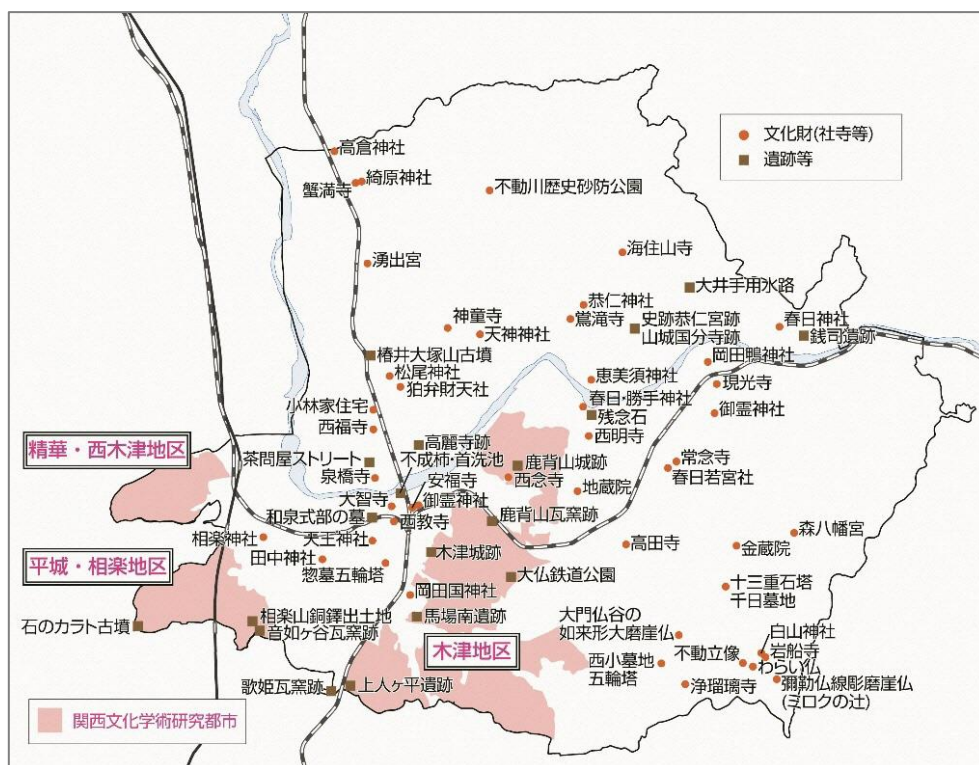 文化財(社寺等)
遺跡等
高倉神社
綺原神社
蟹満寺
不動川歴史砂防公園
海住山寺
湧出宮
大井手用水路
恭仁神社
神童寺
鷲滝寺
史跡恭仁宮跡
山城国分寺跡
春日神社
天神神社
銭司遺跡
椿井大塚山古墳
岡田鴨神社
松尾神社
恵美須神社
現光寺
狛弁財天社
春日・勝手神社
小林家住宅
残念石
御霊神社
西福寺
西明寺
高麗寺跡
精華・西木津地区
茶問屋ストリート
不成柿・首洗池
鹿背山城跡
常念寺
泉橋寺
安福寺
西念寺
春日若宮社
地蔵院
大智寺
御霊神社
和泉式部の墓
西教寺
鹿背山瓦窯跡
相楽神社
天王神社
高田寺
森八幡宮
金蔵院
平城・相楽地区
田中神社
木津城跡
惣墓五輪塔
大仏鉄道公園
岡田国神社
十三重石塔
千日墓地
相楽山銅鐸出土地
馬場南遺跡
大門仏谷の
如来形大磨崖仏
石のカラト古墳
音如ヶ谷瓦窯跡
白山神社
木津地区
不動立像
岩船寺
西小墓地
五輪塔
わらい仏
歌姫瓦窯跡
上人ヶ平遺跡
浄瑠璃寺
彌勒仏線彫磨崖仏
(ミロクの辻)
関西文化学術研究都市